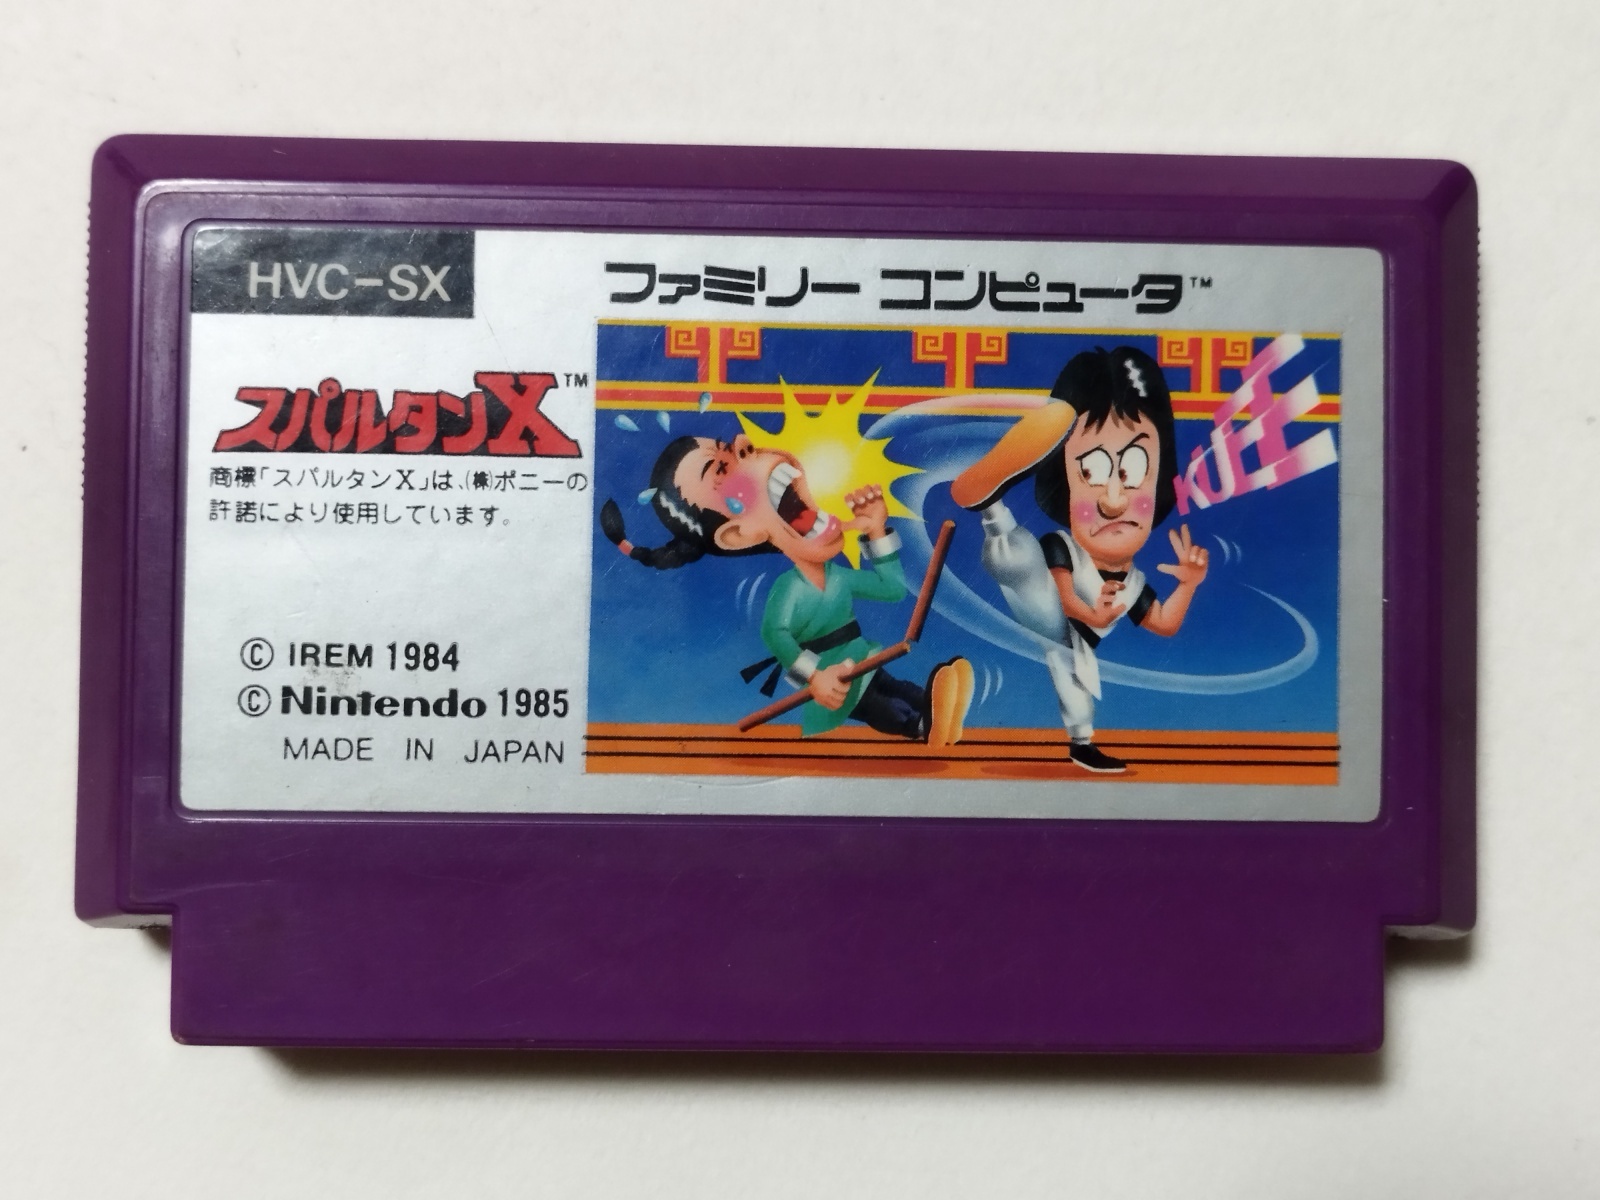 HVC-SX
ファミリー コンピュータ™
スパルタンX™
商標「スパルタンX」は、(株)ポニーの
許諾により使用しています。
© IREM 1984
© Nintendo 1985
MADE IN JAPAN
KUEEE